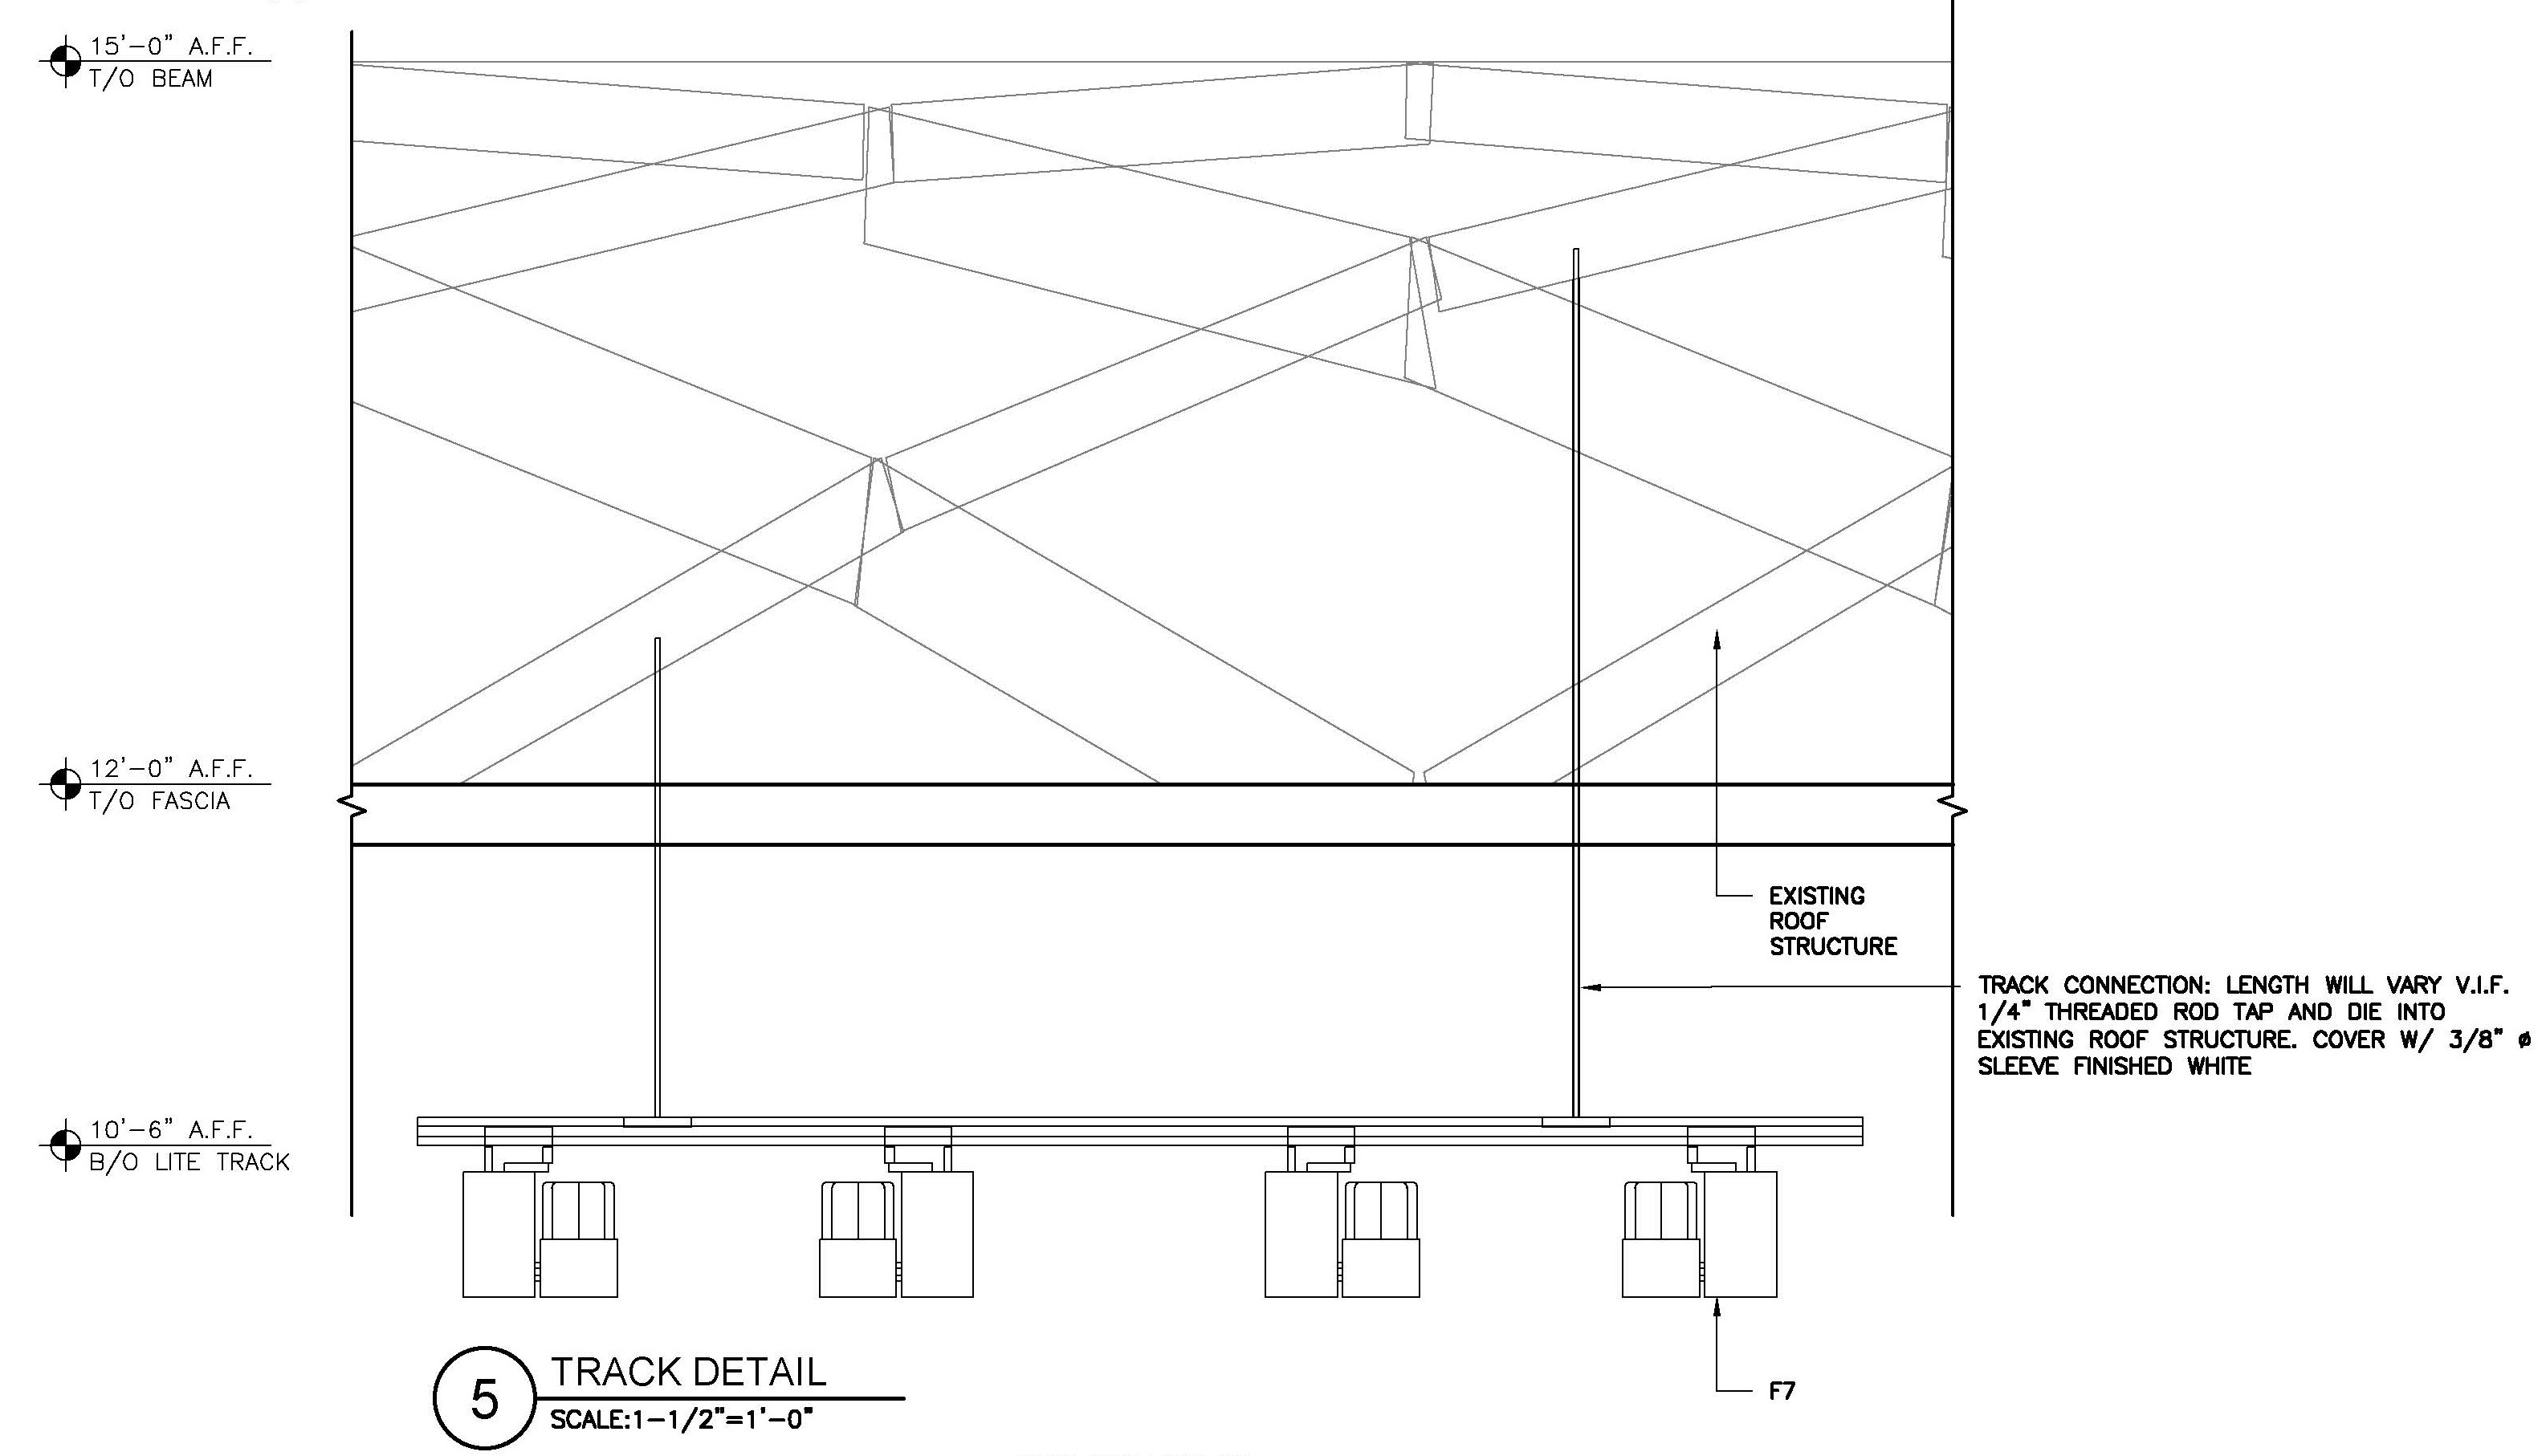 15'-0" A.F.F.
T/O BEAM
12'-0" A.F.F.
T/O FASCIA
EXISTING
ROOF
STRUCTURE
TRACK CONNECTION: LENGTH WILL VARY V.I.F.
1/4" THREADED ROD TAP AND DIE INTO
EXISTING ROOF STRUCTURE. COVER W/ 3/8" ø
SLEEVE FINISHED WHITE
10'-6" A.F.F.
B/O LITE TRACK
F7
5
TRACK DETAIL
SCALE:1-1/2"=1'-0"